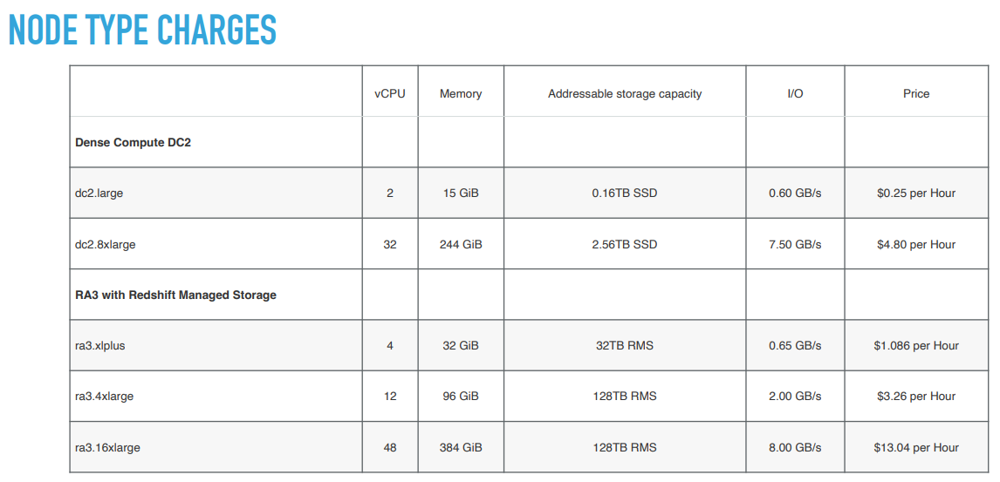 NODE TYPE CHARGES
vCPU Memory Addressable storage capacity I/O Price
Dense Compute DC2
dc2.large 2 15 GiB 0.16TB SSD 0.60 GB/s $0.25 per Hour
dc2.8xlarge 32 244 GiB 2.56TB SSD 7.50 GB/s $4.80 per Hour
RA3 with Redshift Managed Storage
ra3.xlplus 4 32 GiB 32TB RMS 0.65 GB/s $1.086 per Hour
ra3.4xlarge 12 96 GiB 128TB RMS 2.00 GB/s $3.26 per Hour
ra3.16xlarge 48 384 GiB 128TB RMS 8.00 GB/s $13.04 per Hour